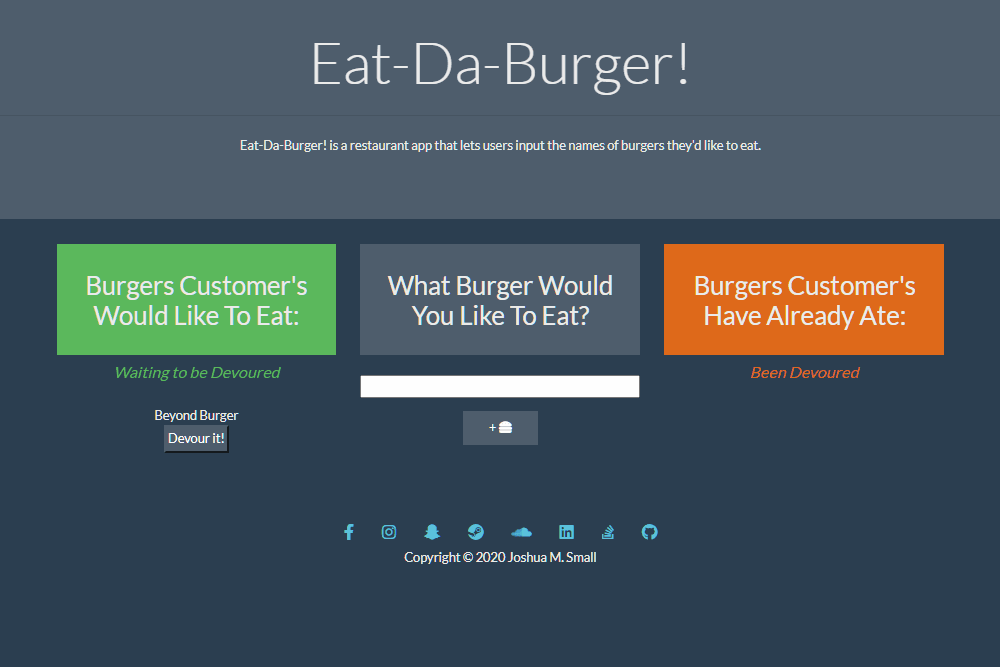 Eat-Da-Burger!
Eat-Da-Burger! is a restaurant app that lets users input the names of burgers they'd like to eat.
Burgers Customer's
Would Like To Eat:
Waiting to be Devoured
Beyond Burger
Devour it!
What Burger Would
You Like To Eat?
+
Burgers Customer's
Have Already Ate:
Been Devoured
Copyright © 2020 Joshua M. Small